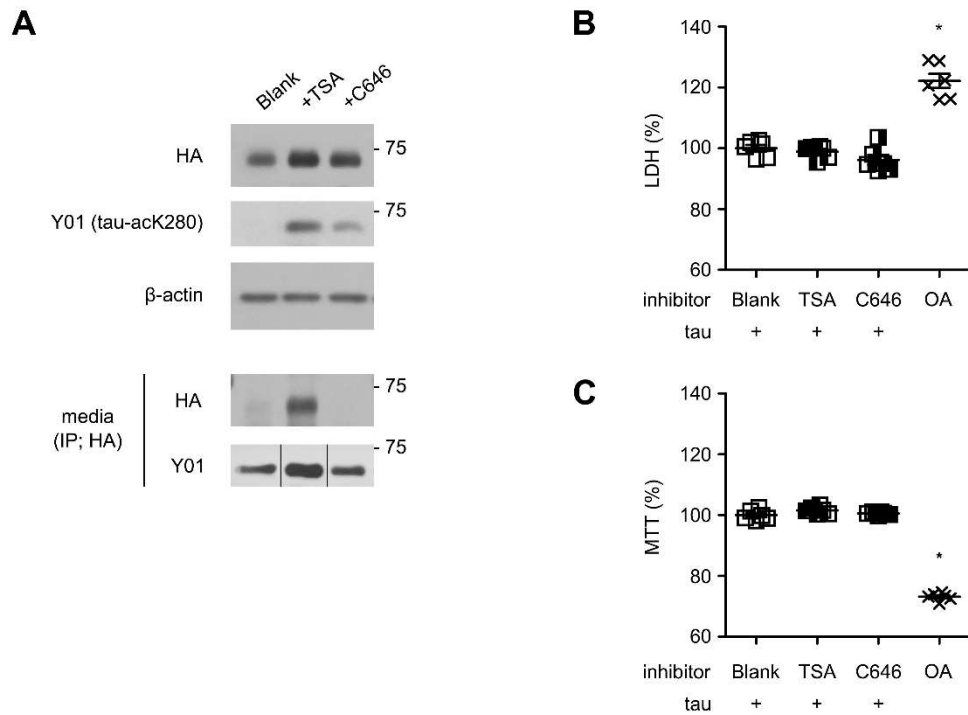 A
Blank
+TSA
+C646
HA
- 75
Y01 (tau-acK280)
- 75
β-actin
media
(IP; HA)
HA
- 75
Y01
- 75
B
140
120
100
80
60
LDH (%)
*
inhibitor Blank TSA C646 OA
tau + + +
C
140
120
100
80
60
MTT (%)
*
inhibitor Blank TSA C646 OA
tau + + +